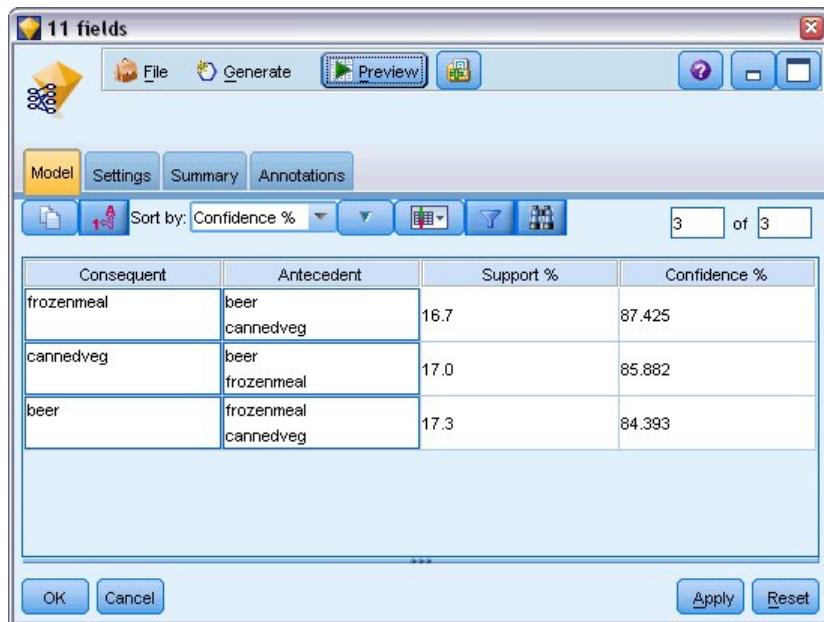 11 fields
File Generate Preview
Model Settings Summary Annotations
Sort by: Confidence % 3 of 3
Consequent Antecedent Support % Confidence %
frozenmeal beer cannedveg 16.7 87.425
cannedveg beer frozenmeal 17.0 85.882
beer frozenmeal cannedveg 17.3 84.393
OK Cancel Apply Reset